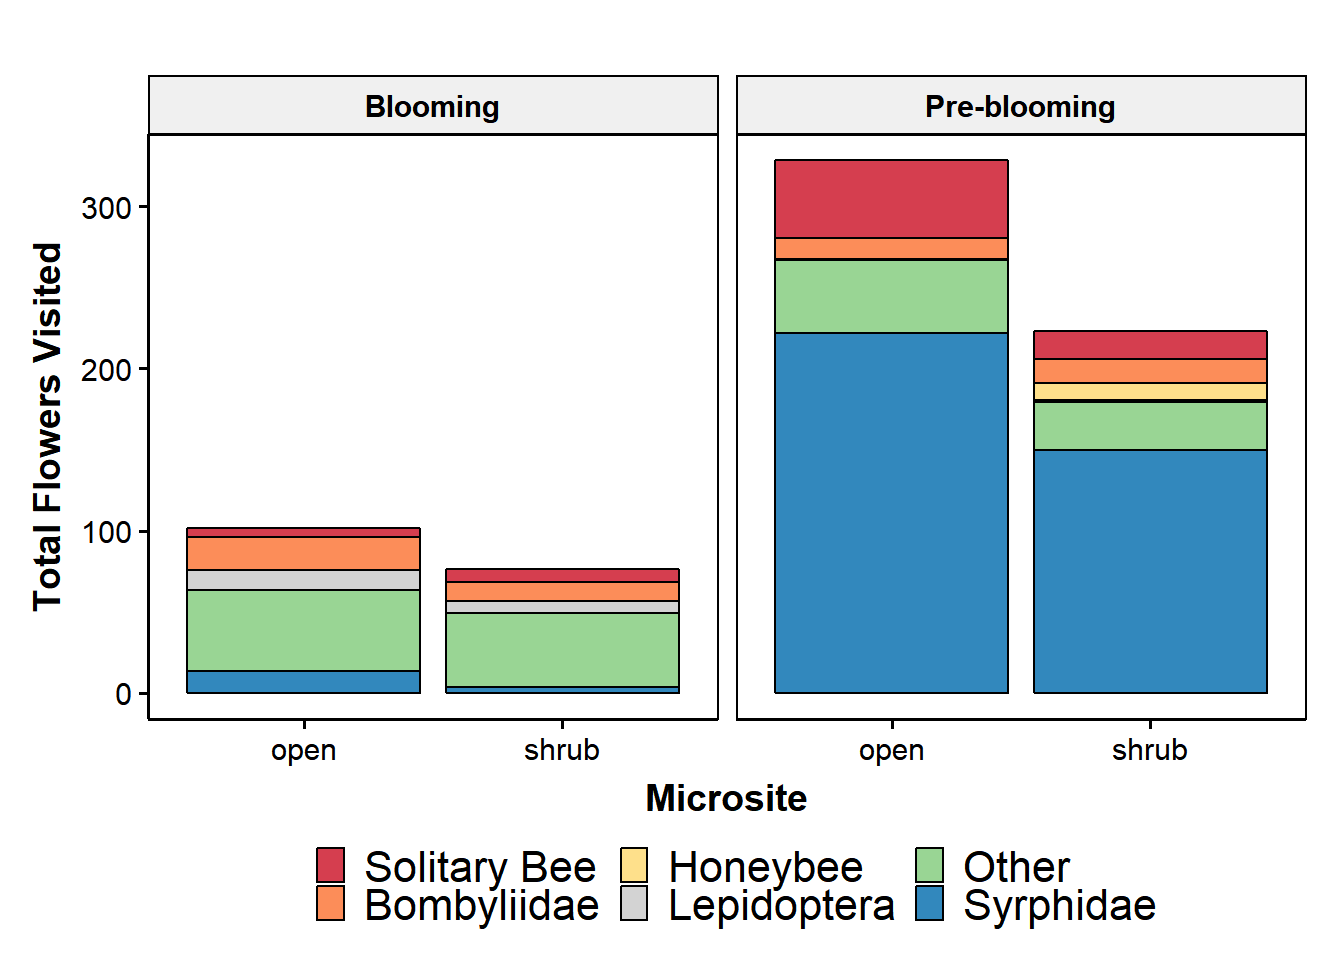 Blooming
Pre-blooming
Total Flowers Visited
300
200
100
0
open
shrub
open
shrub
Microsite
Solitary Bee
Honeybee
Other
Bombyliidae
Lepidoptera
Syrphidae